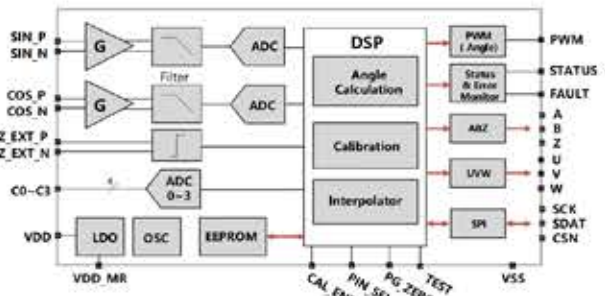 SIN_P
SIN_N
G
ADC
Filter
COS_P
COS_N
G
ADC
Z_EXT_P
Z_EXT_N
C0~C3
ADC
0~3
VDD
LDO
OSC
EEPROM
VDD_MR
DSP
Angle
Calculation
Calibration
Interpolator
PWM
(Angle)
Status
& Error
Monitor
ABZ
UVW
SPI
PWM
STATUS
FAULT
A
B
Z
U
V
W
SCK
SDAT
CSN
TEST
VSS